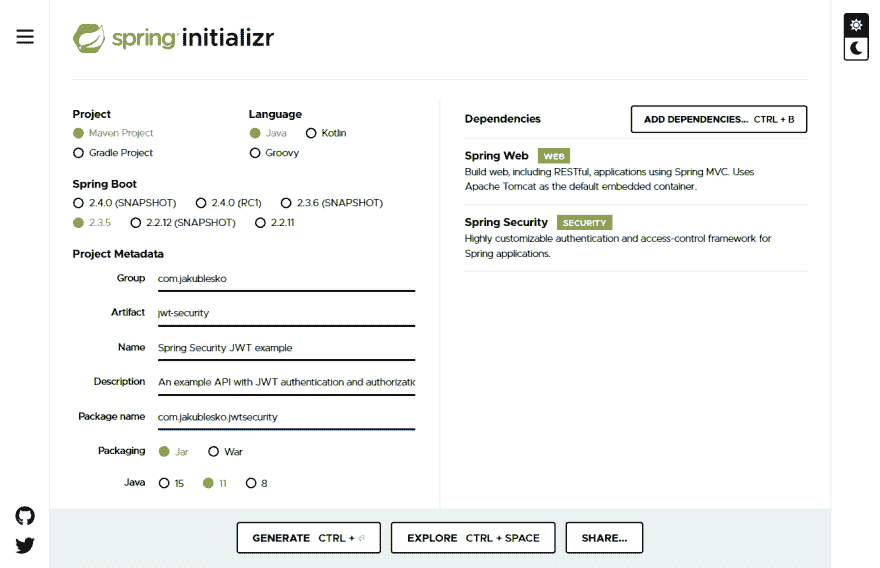 spring initializr
Project
Maven Project
Gradle Project
Language
Java Kotlin
Groovy
Spring Boot
2.4.0 (SNAPSHOT) 2.4.0 (RC1) 2.3.6 (SNAPSHOT)
2.3.5 2.2.12 (SNAPSHOT) 2.2.11
Project Metadata
Group com.jakublesko
Artifact jwt-security
Name Spring Security JWT example
Description An example API with JWT authentication and authorizatic
Package name com.jakublesko.jwtsecurity
Packaging Jar War
Java 15 11 8
Dependencies ADD DEPENDENCIES... CTRL + B
Spring Web WEB
Build web, including RESTful, applications using Spring MVC. Uses
Apache Tomcat as the default embedded container.
Spring Security SECURITY
Highly customizable authentication and access-control framework for
Spring applications.
GENERATE CTRL + ⏎ EXPLORE CTRL + SPACE SHARE...